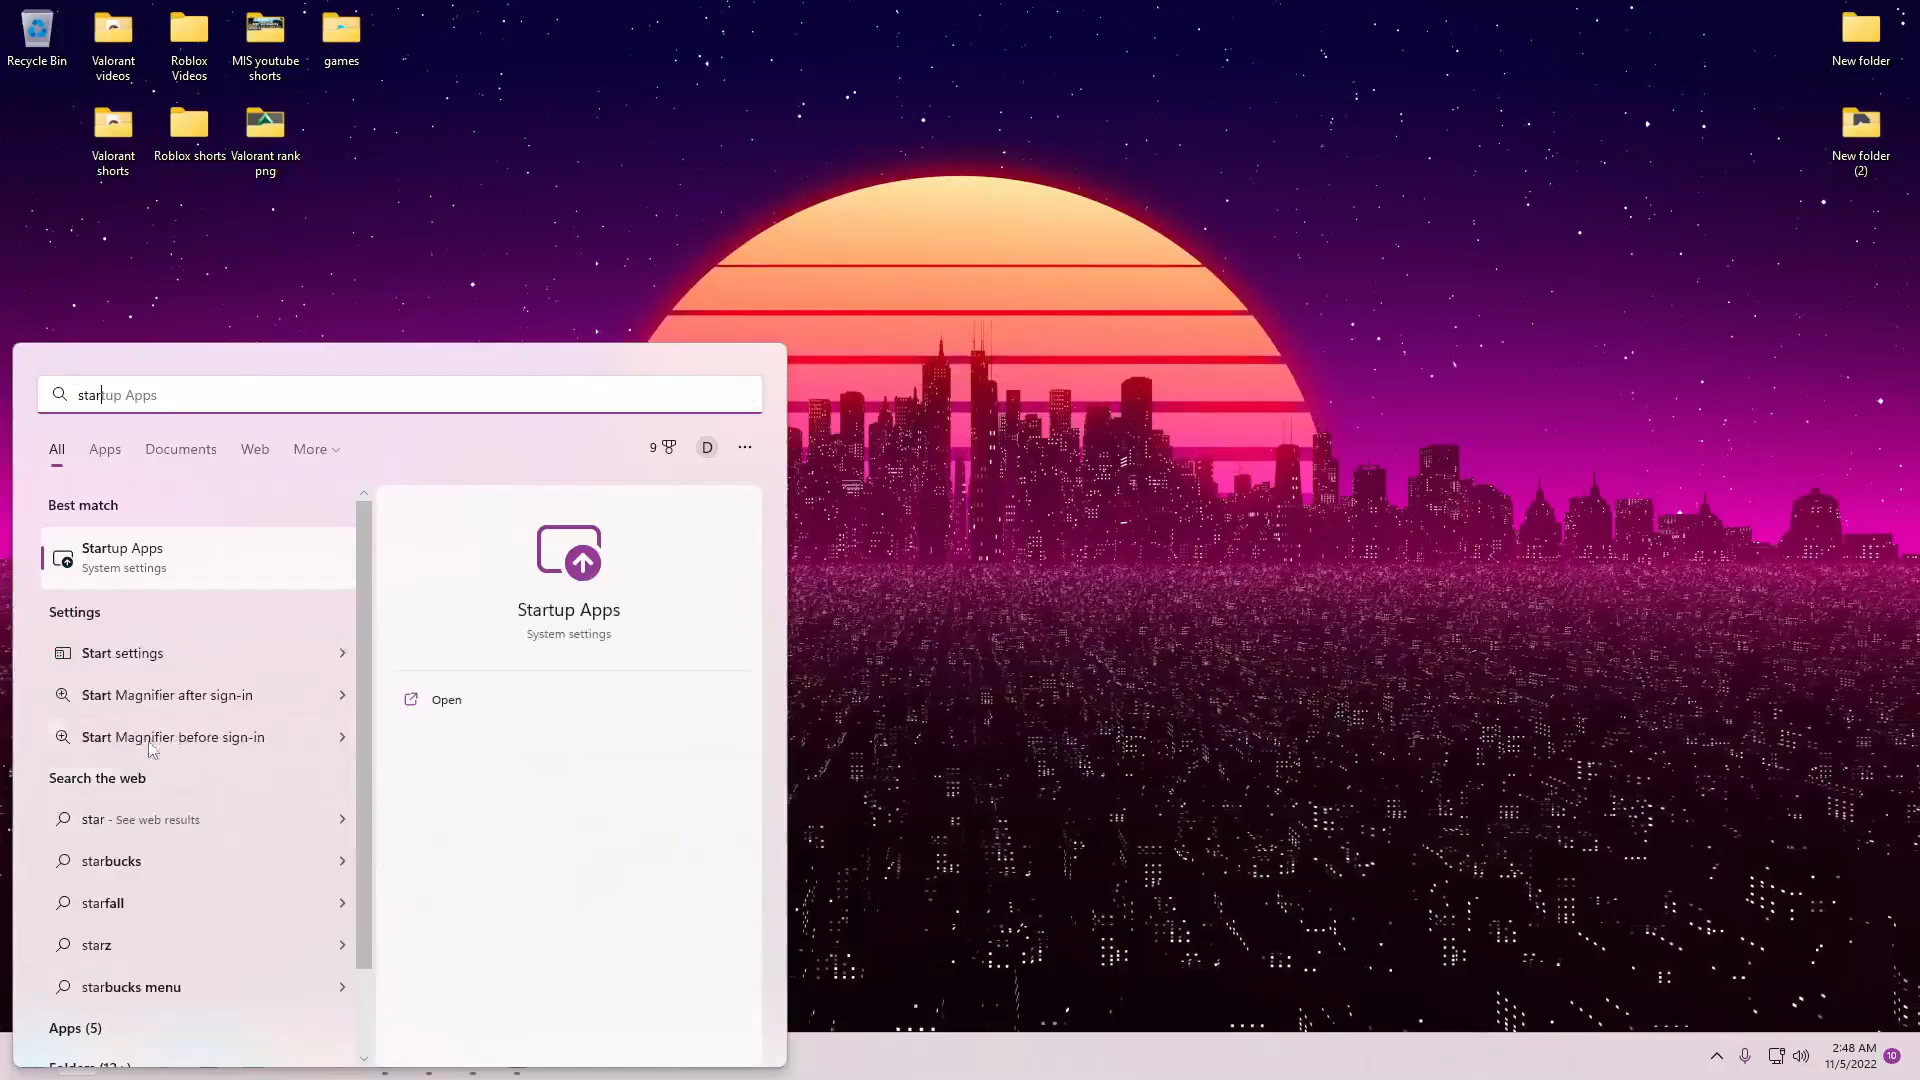 Recycle Bin
Valorant
videos
Roblox
Videos
MIS youtube
shorts
games
New folder
Valorant
shorts
Roblox shorts
Valorant rank
png
New folder
(2)
startup Apps
All
Apps
Documents
Web
More
9
D
Best match
Startup Apps
System settings
Settings
Start settings
Start Magnifier after sign-in
Start Magnifier before sign-in
Search the web
star - See web results
starbucks
starfall
starz
starbucks menu
Apps (5)
Startup Apps
System settings
Open
2:48 AM
11/5/2022
10